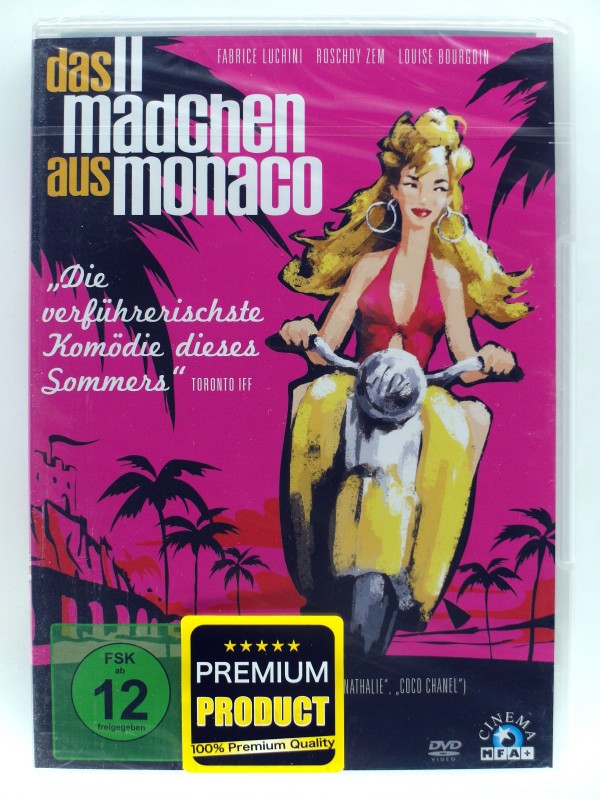 FABRICE LUCHINI ROSCHDY ZEM LOUISE BOURGOIN
das
mädchen
aus monaco
„Die
verführerischste
Komödie dieses
Sommers“ TORONTO IFF
FSK
ab
12
freigegeben
PREMIUM
PRODUCT
100% Premium Quality
NATHALIE“, „COCO CHANEL“)
DVD
VIDEO
CINEMA
MFA+